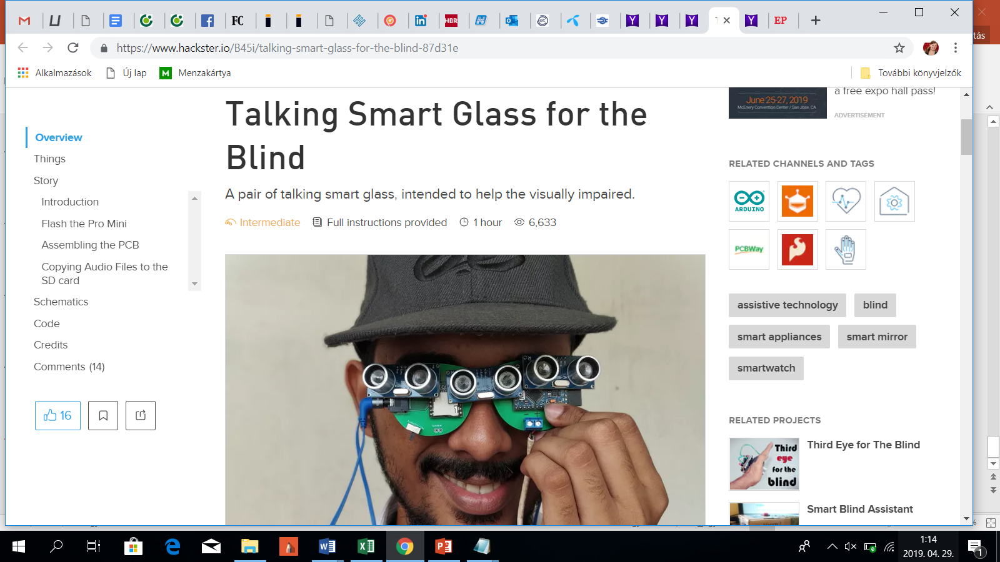 FC
HBR
EP
https://www.hackster.io/B45i/talking-smart-glass-for-the-blind-87d31e
tás
Alkalmazások
Új lap
Menzakártya
További könyvjelzők
Overview
Things
Story
Introduction
Flash the Pro Mini
Assembling the PCB
Copying Audio Files to the
SD card
Schematics
Code
Credits
Comments (14)
16
Talking Smart Glass for the
Blind
A pair of talking smart glass, intended to help the visually impaired.
Intermediate
Full instructions provided
1 hour
6,633
June 25-27, 2019
McEnery Convention Center / San Jose, CA
a free expo hall pass!
ADVERTISEMENT
RELATED CHANNELS AND TAGS
ARDUINO
PCBWay
assistive technology
blind
smart appliances
smart mirror
smartwatch
RELATED PROJECTS
Third
eye
for the
blind
Third Eye for The Blind
Smart Blind Assistant
1:14
2019. 04. 29.
1